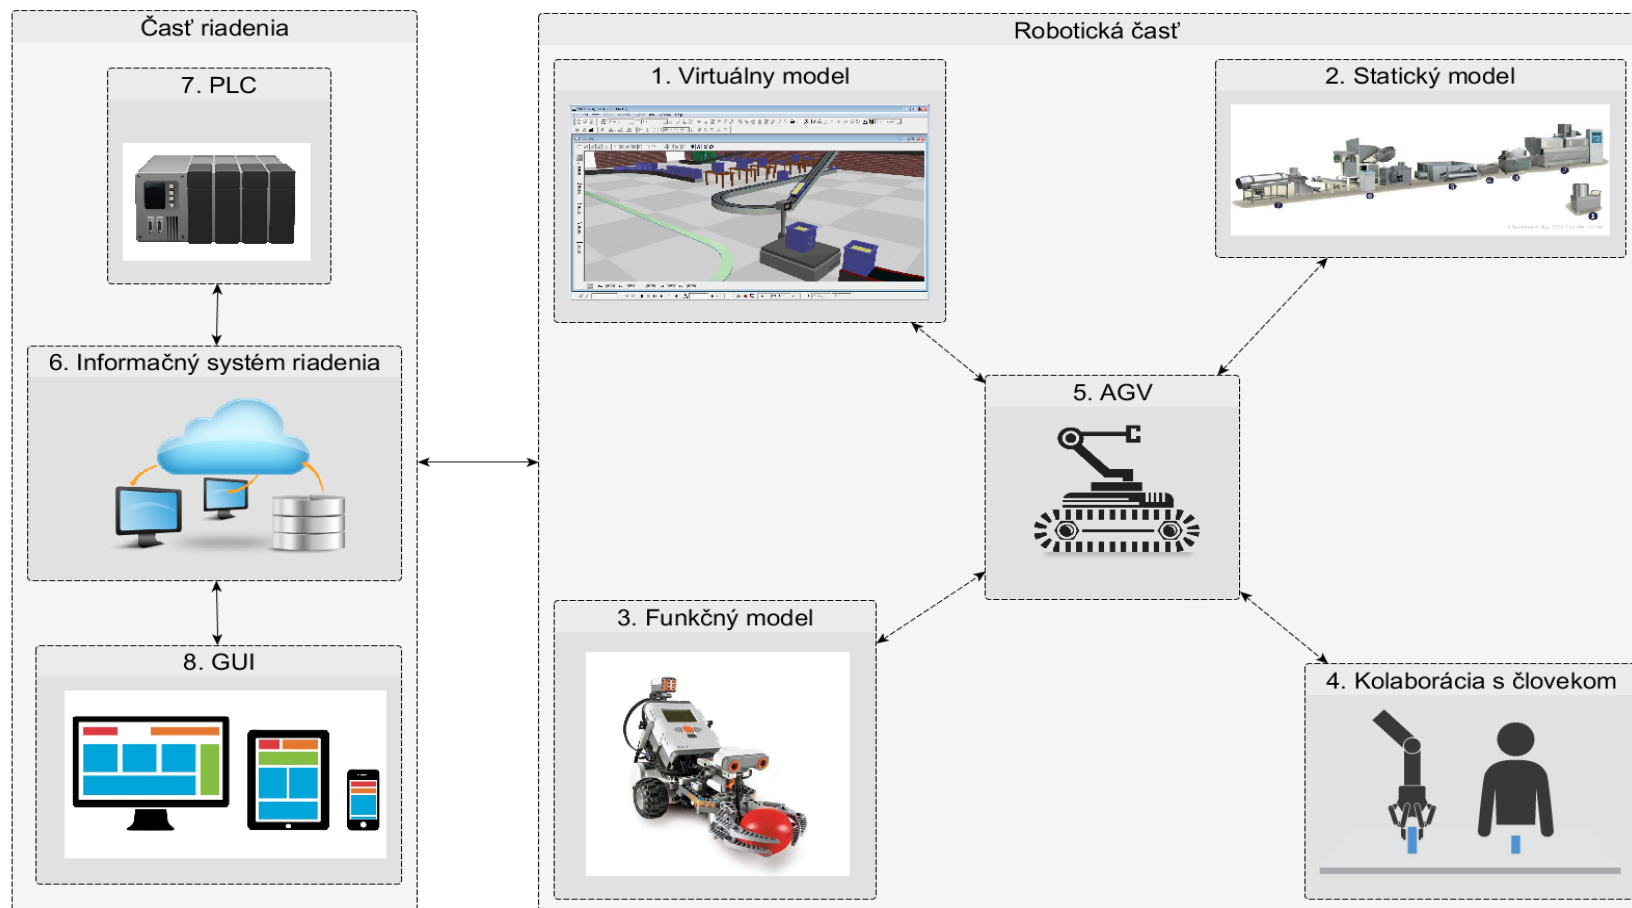 Časť riadenia
7. PLC
6. Informačný systém riadenia
8. GUI
Robotická časť
1. Virtuálny model
2. Statický model
5. AGV
3. Funkčný model
4. Kolaborácia s človekom